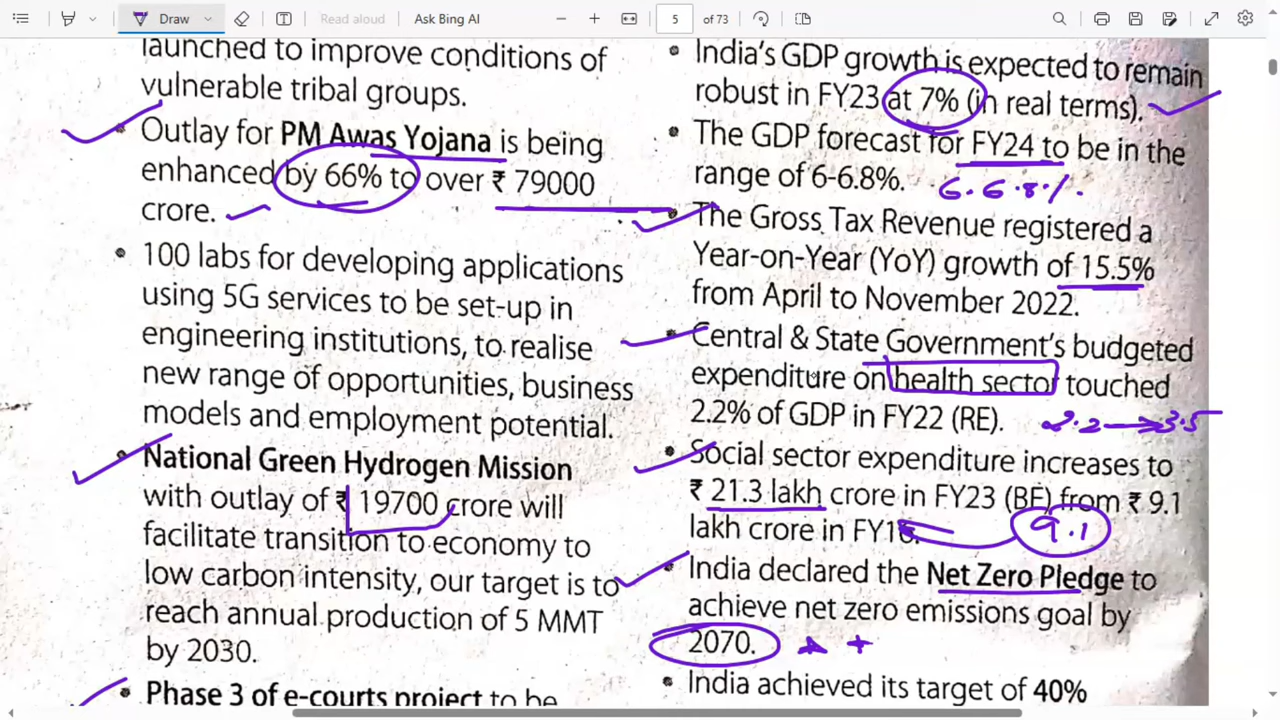 Draw
Read aloud
Ask Bing AI
5
of 73
launched to improve conditions of
vulnerable tribal groups.
Outlay for PM Awas Yojana is being
enhanced by 66% to over ₹ 79000
crore.
100 labs for developing applications
using 5G services to be set-up in
engineering institutions, to realise
new range of opportunities, business
models and employment potential.
National Green Hydrogen Mission
with outlay of ₹ 19700 crore will
facilitate transition to economy to
low carbon intensity, our target is to
reach annual production of 5 MMT
by 2030.
Phase 3 of e-courts project to be
India's GDP growth is expected to remain
robust in FY23 at 7% (in real terms).
The GDP forecast for FY24 to be in the
range of 6-6.8%. 6.6.8%.
The Gross Tax Revenue registered a
Year-on-Year (YoY) growth of 15.5%
from April to November 2022.
Central & State Government's budgeted
expenditure on health sector touched
2.2% of GDP in FY22 (RE). 2.2→3.5
Social sector expenditure increases to
₹ 21.3 lakh crore in FY23 (BE) from ₹ 9.1
lakh crore in 9.1
India declared the Net Zero Pledge to
achieve net zero emissions goal by
2070.
India achieved its target of 40%